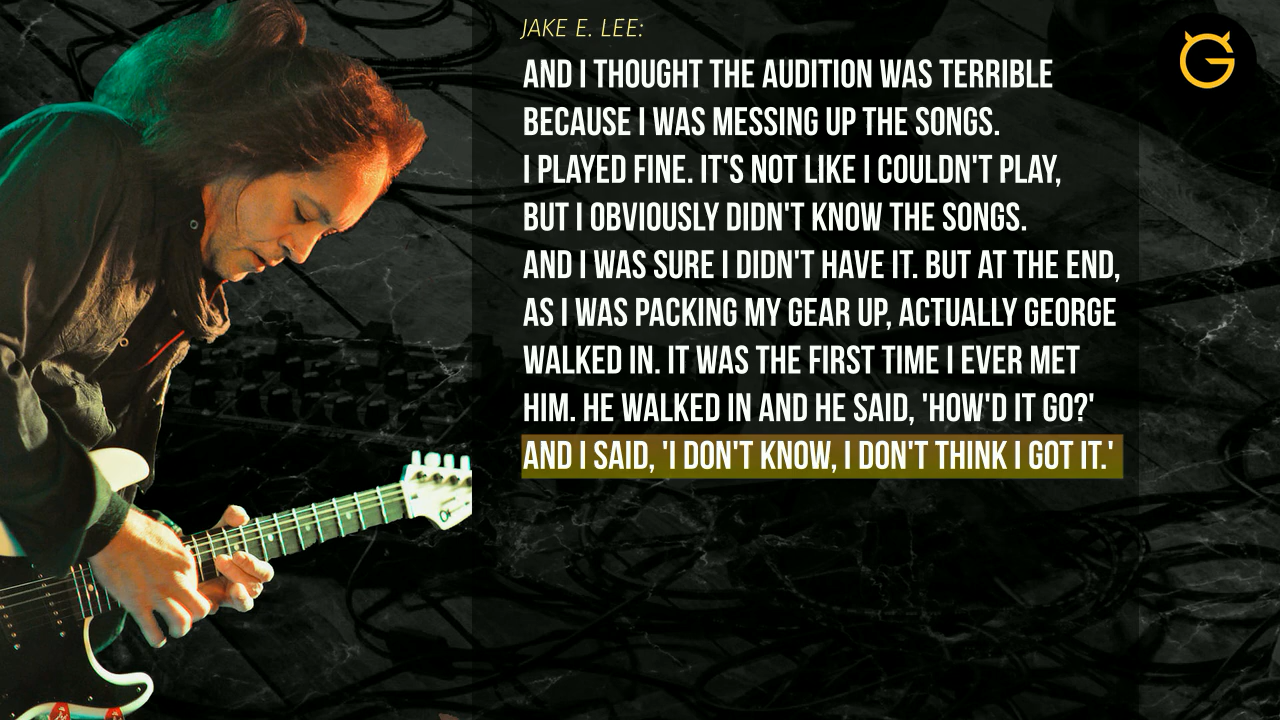 JAKE E. LEE:
AND I THOUGHT THE AUDITION WAS TERRIBLE
BECAUSE I WAS MESSING UP THE SONGS.
I PLAYED FINE. IT'S NOT LIKE I COULDN'T PLAY,
BUT I OBVIOUSLY DIDN'T KNOW THE SONGS.
AND I WAS SURE I DIDN'T HAVE IT. BUT AT THE END,
AS I WAS PACKING MY GEAR UP, ACTUALLY GEORGE
WALKED IN. IT WAS THE FIRST TIME I EVER MET
HIM. HE WALKED IN AND HE SAID, 'HOW'D IT GO?'
AND I SAID, 'I DON'T KNOW, I DON'T THINK I GOT IT.'